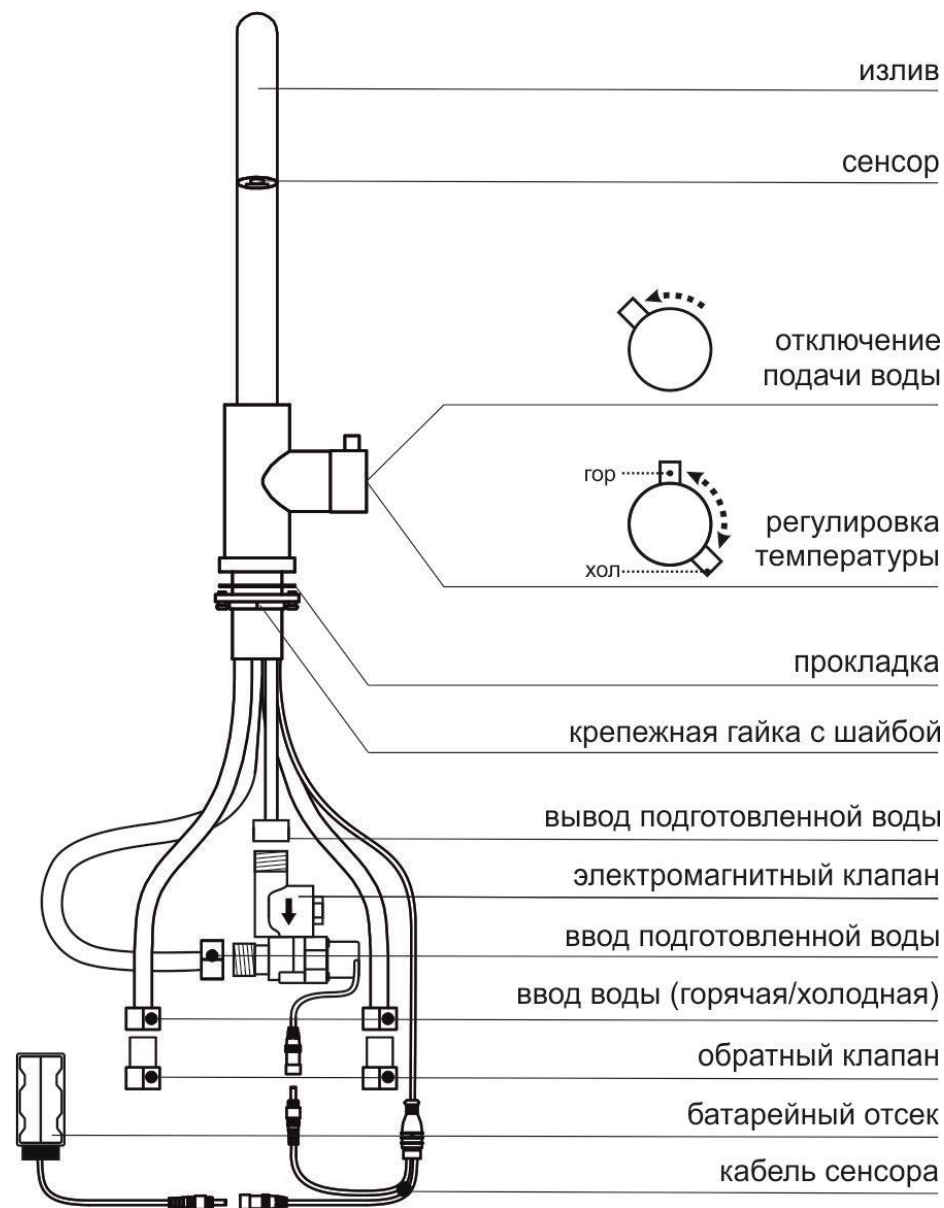 излив
сенсор
отключение
подачи воды
гор
регулировка
температуры
хол
прокладка
крепежная гайка с шайбой
вывод подготовленной воды
электромагнитный клапан
ввод подготовленной воды
ввод воды (горячая/холодная)
обратный клапан
батарейный отсек
кабель сенсора